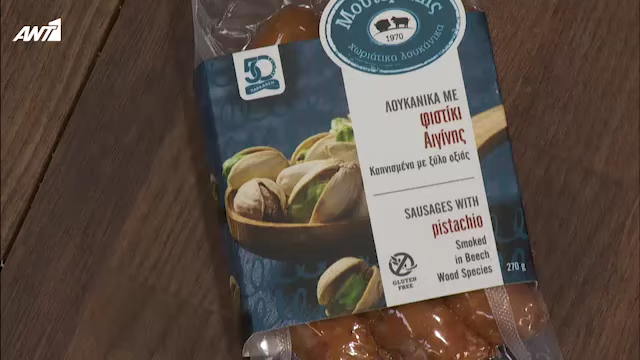 ANT1
1970
χωριάτικα λουκάνικα
50
ΛΟΥΚΑΝΙΚΑ ΜΕ
φιστίκι
Αιγίνης
Καπνισμένα με ξύλο οξιάς
SAUSAGES WITH
pistachio
Smoked
in Beech
Wood Species
GLUTEN
FREE
270 g